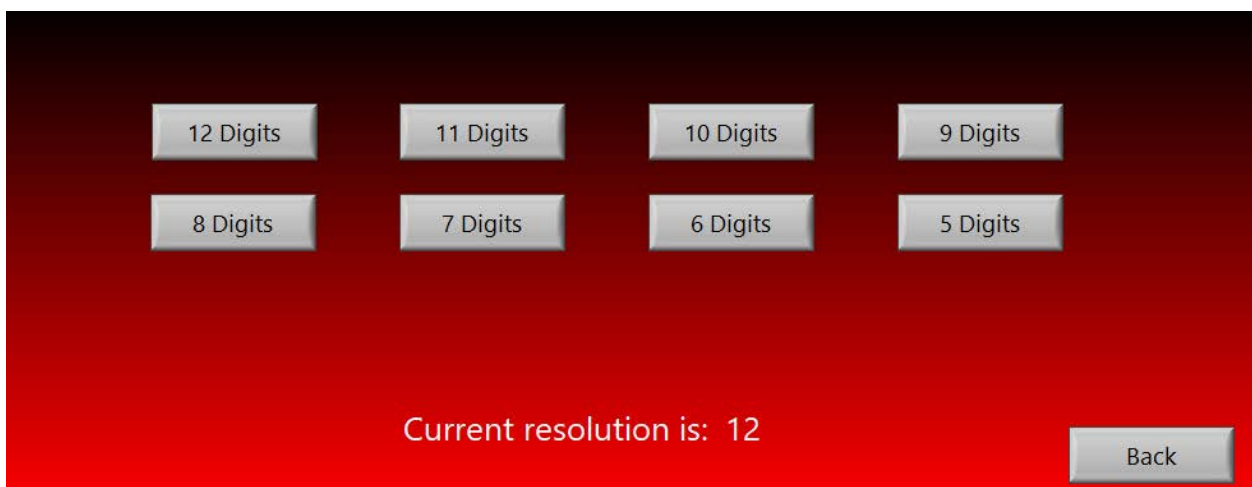 12 Digits 11 Digits 10 Digits 9 Digits
8 Digits 7 Digits 6 Digits 5 Digits
Current resolution is: 12
Back